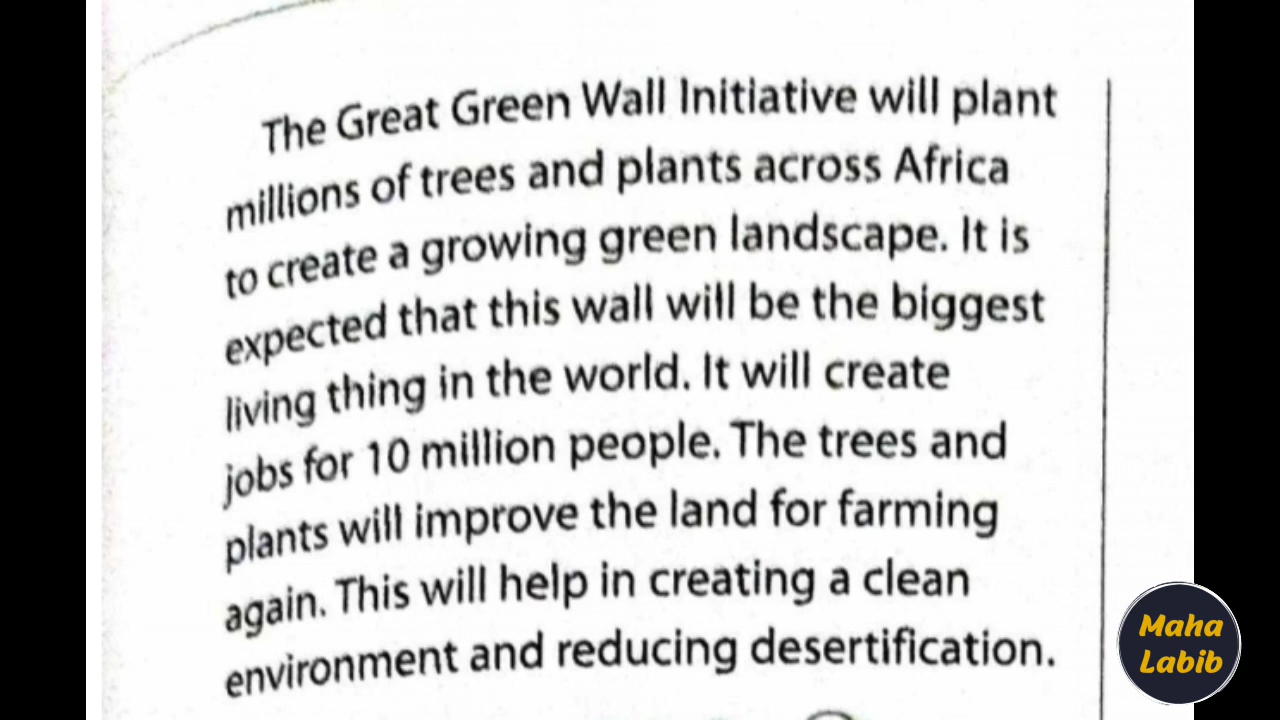 The Great Green Wall Initiative will plant
millions of trees and plants across Africa
to create a growing green landscape. It is
expected that this wall will be the biggest
living thing in the world. It will create
jobs for 10 million people. The trees and
plants will improve the land for farming
again. This will help in creating a clean
environment and reducing desertification.
Maha
Labib